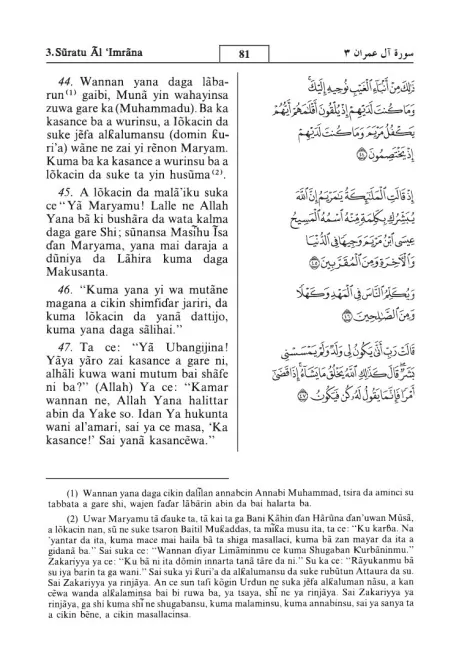 3. Sūratu Āl 'Imrāna
81
سورة آل عمران ٣
44. Wannan yana daga lāba-
run⁽¹⁾ gaibi, Munā yin wahayinsa
zuwa gare ka (Muhammadu). Ba ka
kasance ba a wurinsu, a lōkacin da
suke jēfa alƙalumansu (domin ƙu-
ri'a) wāne ne zai yi rēnon Maryam.
Kuma ba ka kasance a wurinsu ba a
lōkacin da suke ta yin husūma⁽²⁾.
45. A lōkacin da malā'iku suka
ce "Yā Maryamu! Lalle ne Allah
Yana bā ki bushāra da wata kalma
daga gare Shi; sūnansa Masīhu Īsa
ɗan Maryama, yana mai daraja a
dūniya da Lāhira kuma daga
Makusanta.
46. "Kuma yana yi wa mutāne
magana a cikin shimfiɗar jariri, da
kuma lōkacin da yanā dattijo,
kuma yana daga sālihai."
47. Ta ce: "Yā Ubangijina!
Yāya yāro zai kasance a gare ni,
alhāli kuwa wani mutum bai shāfe
ni ba?" (Allah) Ya ce: "Kamar
wannan ne, Allah Yana halittar
abin da Yake so. Idan Ya hukunta
wani al'amari, sai ya ce masa, 'Ka
kasance!' Sai yanā kasancēwa."
ذَٰلِكَ مِنْ أَنۢبَآءِ ٱلْغَيْبِ نُوحِيهِ إِلَيْكَ ۚ
وَمَا كُنتَ لَدَيْهِمْ إِذْ يُلْقُونَ أَقْلَٰمَهُمْ أَيُّهُمْ
يَكْفُلُ مَرْيَمَ وَمَا كُنتَ لَدَيْهِمْ
إِذْ يَخْتَصِمُونَ ٤٤
إِذْ قَالَتِ ٱلْمَلَٰٓئِكَةُ يَٰمَرْيَمُ إِنَّ ٱللَّهَ
يُبَشِّرُكِ بِكَلِمَةٍ مِّنْهُ ٱسْمُهُ ٱلْمَسِيحُ
عِيسَى ٱبْنُ مَرْيَمَ وَجِيهًا فِى ٱلدُّنْيَا
وَٱلْءَاخِرَةِ وَمِنَ ٱلْمُقَرَّبِينَ ٤٥
وَيُكَلِّمُ ٱلنَّاسَ فِى ٱلْمَهْدِ وَكَهْلًا
وَمِنَ ٱلصَّٰلِحِينَ ٤٦
قَالَتْ رَبِّ أَنَّىٰ يَكُونُ لِى وَلَدٌ وَلَمْ يَمْسَسْنِى
بَشَرٌ ۖ قَالَ كَذَٰلِكِ ٱللَّهُ يَخْلُقُ مَا يَشَآءُ ۚ إِذَا قَضَىٰٓ
أَمْرًا فَإِنَّمَا يَقُولُ لَهُۥ كُن فَيَكُونُ ٤٧
(1) Wannan yana daga cikin dalīlan annabcin Annabi Muhammad, tsira da aminci su
tabbata a gare shi, wajen faɗar lābārin abin da bai halarta ba.
(2) Uwar Maryamu tā ɗauke ta, tā kai ta ga Bani Kāhin ɗan Hārūna ɗan'uwan Mūsā,
a lōkacin nan, sū ne suke tsaron Baitil Muƙaddas, ta miƙa musu ita, ta ce: "Ku karɓa. Na
'yantar da ita, kuma mace mai haila bā ta shiga masallaci, kuma bā zan mayar da ita a
gidanā ba." Sai suka ce: "Wannan ɗiyar Limāminmu ce kuma Shugaban Ƙurbāninmu."
Zakariyya ya ce: "Ku bā ni ita dōmin innarta tanā tāre da ni." Su ka ce: "Rāyukanmu bā
su iya barin ta ga wani." Sai suka yi ƙuri'a da alƙalumansu da suke rubūtun Attaura da su.
Sai Zakariyya ya rinjāya. An ce sun tafi kōgin Urdun ne suka jēfa alƙaluman nāsu, a kan
cēwa wanda alƙalaminsa bai bi ruwa ba, ya tsaya, shī ne ya rinjāya. Sai Zakariyya ya
rinjāya, ga shi kuma shī ne shugabansu, kuma malaminsu, kuma annabinsu, sai ya sanya ta
a cikin bēne, a cikin masallacinsa.